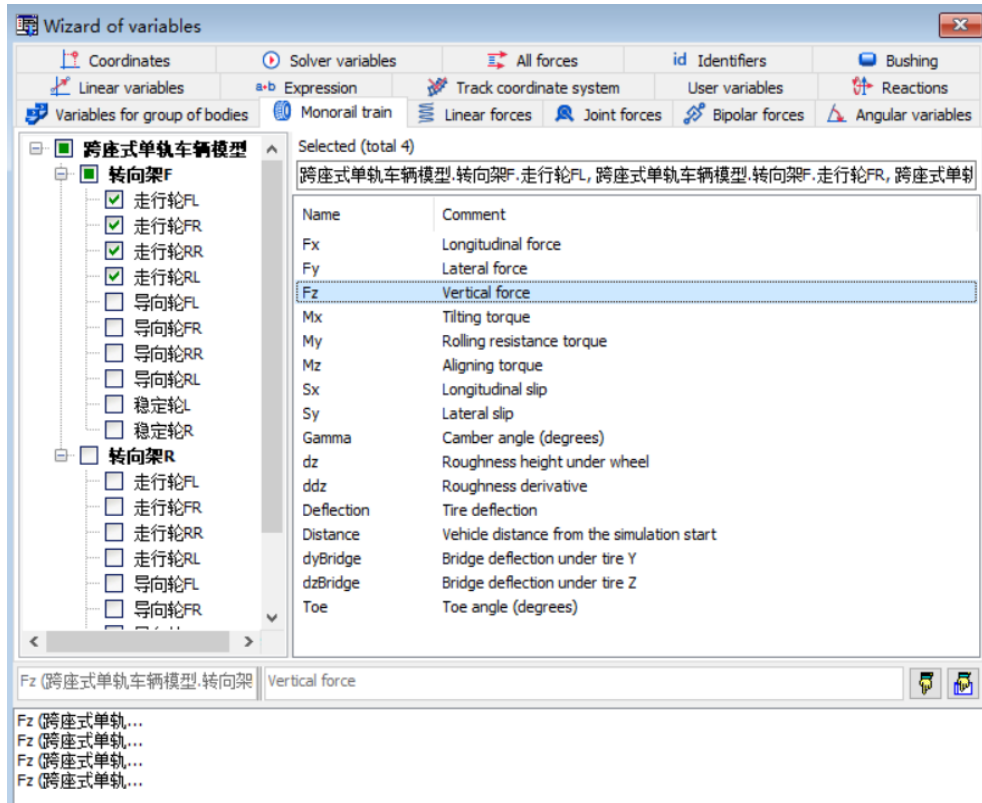 Wizard of variables
Coordinates Solver variables All forces id Identifiers Bushing
Linear variables a+b Expression Track coordinate system User variables Reactions
Variables for group of bodies Monorail train Linear forces Joint forces Bipolar forces Angular variables
跨座式单轨车辆模型
转向架F
走行轮FL
走行轮FR
走行轮RR
走行轮RL
导向轮FL
导向轮FR
导向轮RR
导向轮RL
稳定轮L
稳定轮R
转向架R
走行轮FL
走行轮FR
走行轮RR
走行轮RL
导向轮FL
导向轮FR
Selected (total 4)
跨座式单轨车辆模型.转向架F.走行轮FL, 跨座式单轨车辆模型.转向架F.走行轮FR, 跨座式单轨
Name Comment
Fx Longitudinal force
Fy Lateral force
Fz Vertical force
Mx Tilting torque
My Rolling resistance torque
Mz Aligning torque
Sx Longitudinal slip
Sy Lateral slip
Gamma Camber angle (degrees)
dz Roughness height under wheel
ddz Roughness derivative
Deflection Tire deflection
Distance Vehicle distance from the simulation start
dyBridge Bridge deflection under tire Y
dzBridge Bridge deflection under tire Z
Toe Toe angle (degrees)
Fz (跨座式单轨车辆模型.转向架 Vertical force
Fz (跨座式单轨...
Fz (跨座式单轨...
Fz (跨座式单轨...
Fz (跨座式单轨...